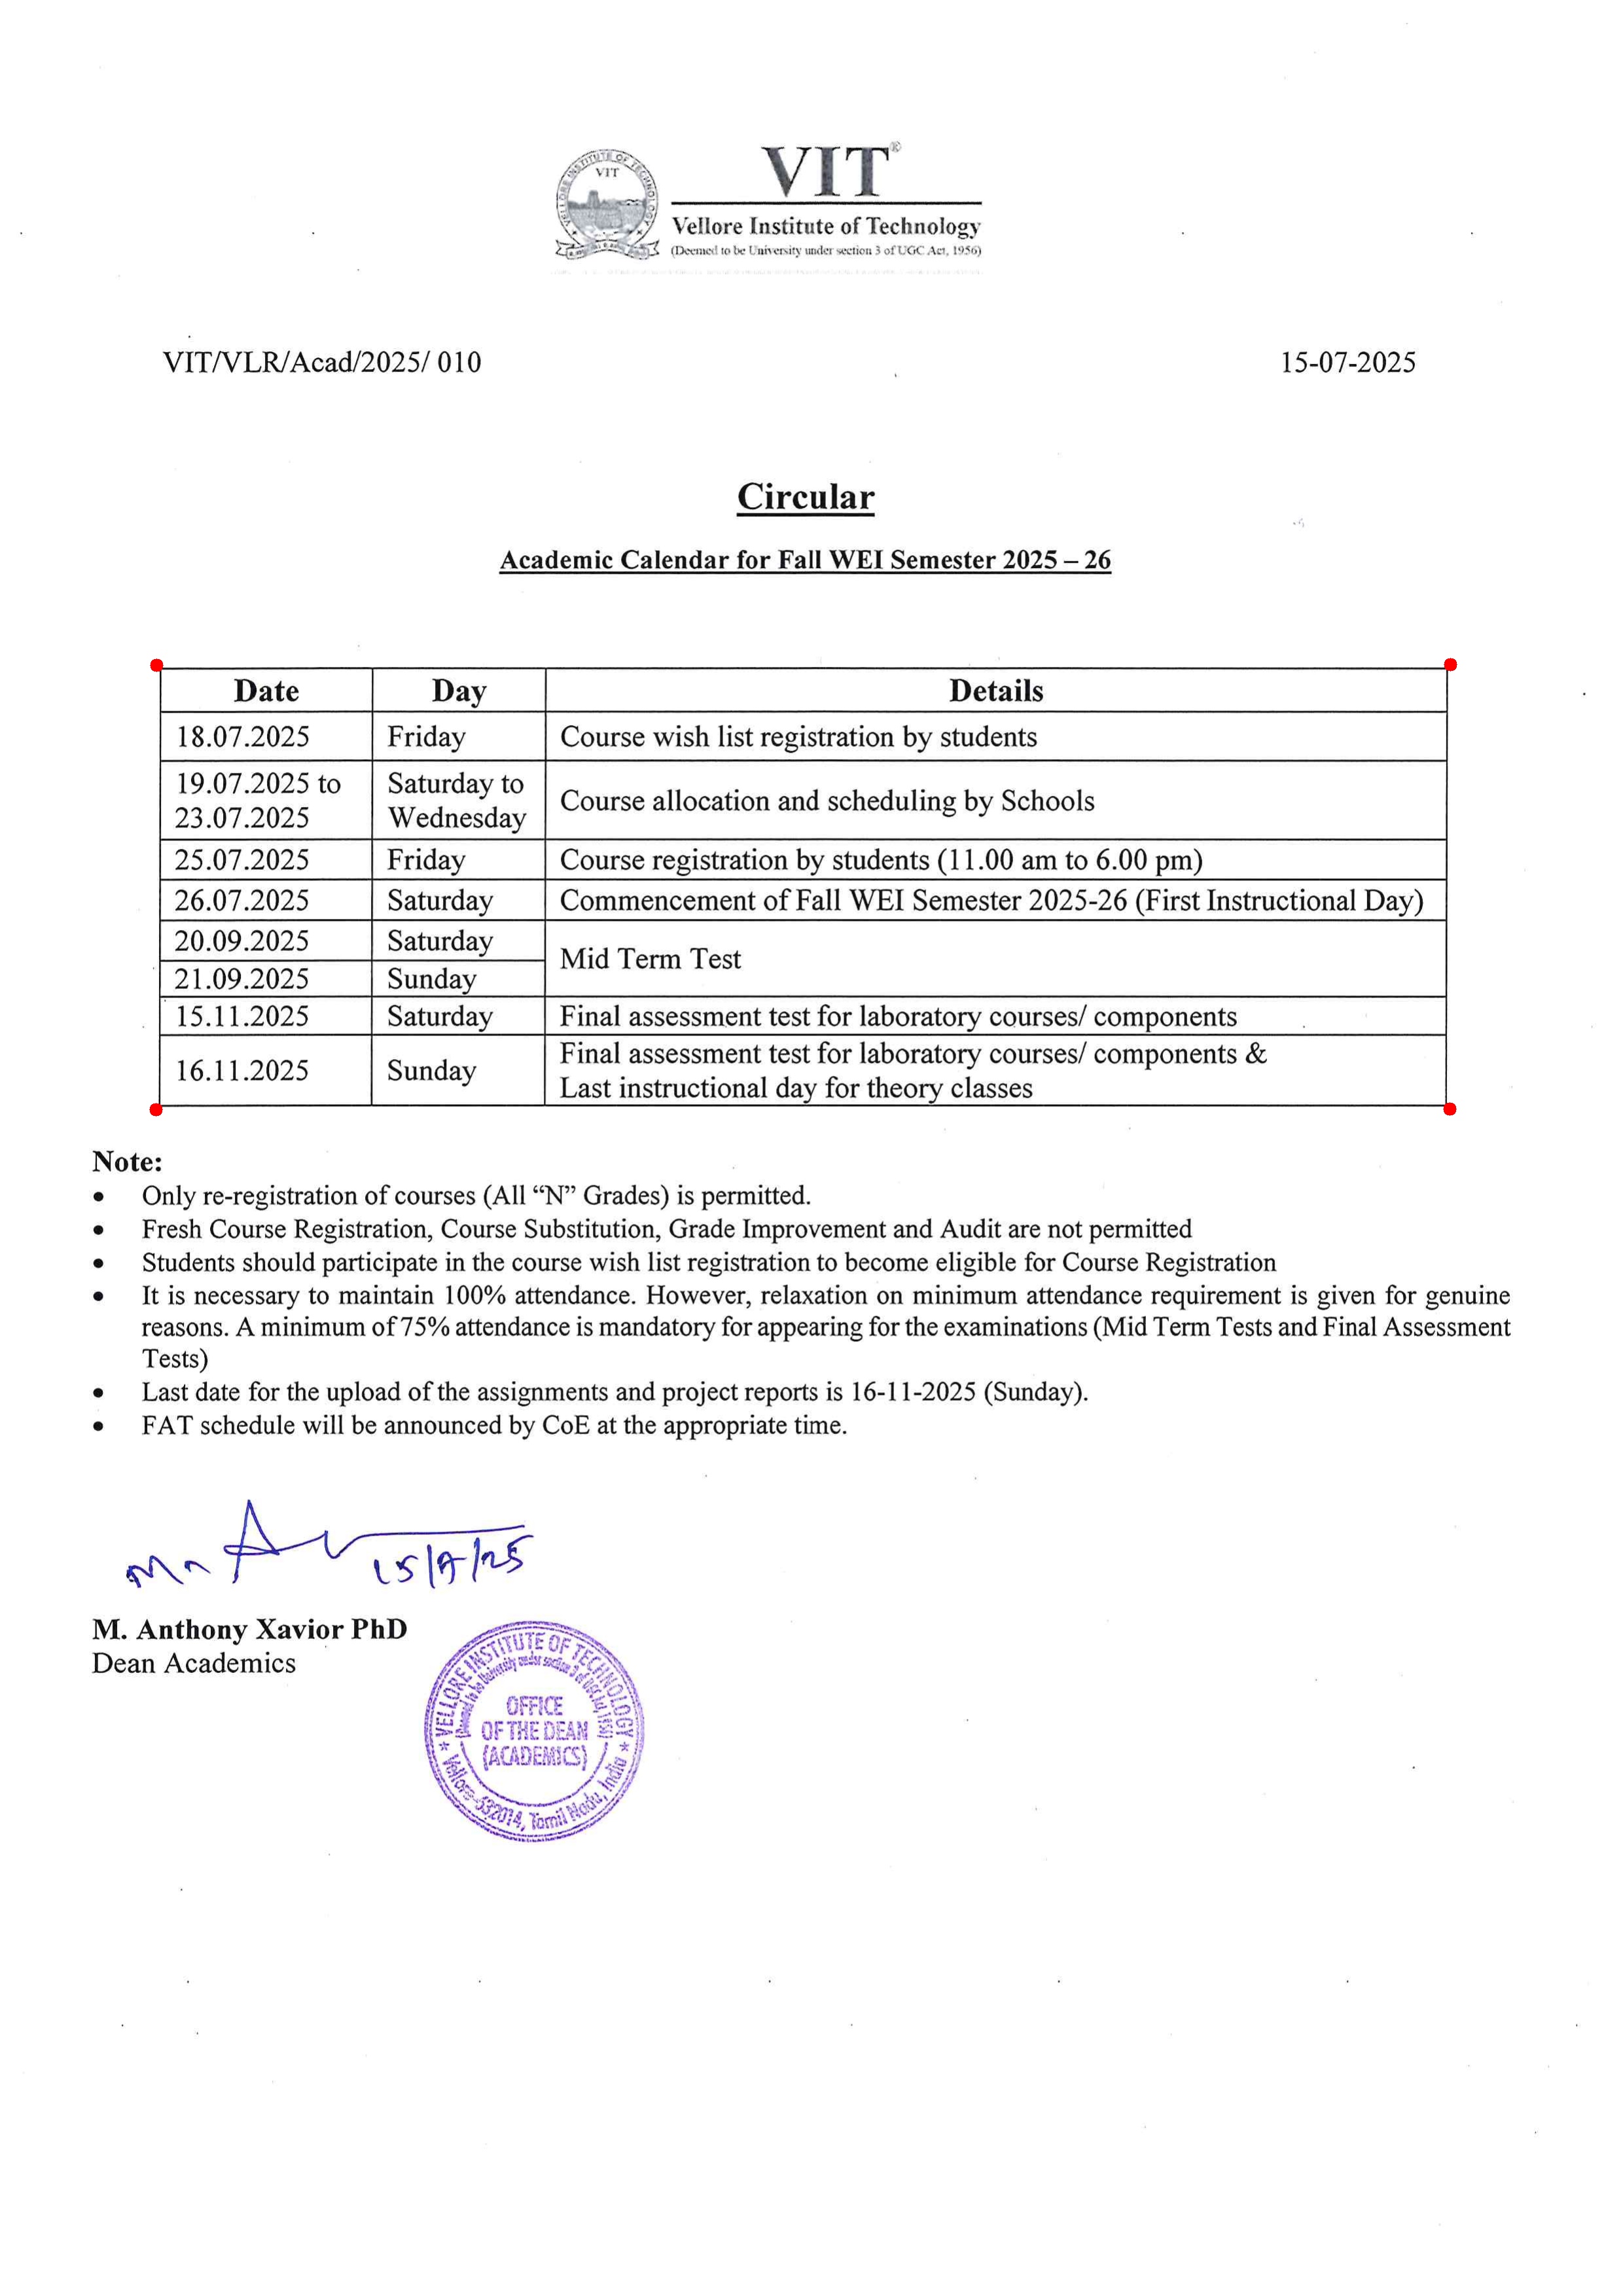 VELLORE INSTITUTE OF TECHNOLOGY
VIT
VIT®
Vellore Institute of Technology
(Deemed to be University under section 3 of UGC Act, 1956)
VIT/VLR/Acad/2025/ 010 15-07-2025
Circular
Academic Calendar for Fall WEI Semester 2025 – 26
Date Day Details
18.07.2025 Friday Course wish list registration by students
19.07.2025 to Saturday to
23.07.2025 Wednesday Course allocation and scheduling by Schools
25.07.2025 Friday Course registration by students (11.00 am to 6.00 pm)
26.07.2025 Saturday Commencement of Fall WEI Semester 2025-26 (First Instructional Day)
20.09.2025 Saturday Mid Term Test
21.09.2025 Sunday
15.11.2025 Saturday Final assessment test for laboratory courses/ components
16.11.2025 Sunday Final assessment test for laboratory courses/ components &
Last instructional day for theory classes
Note:
• Only re-registration of courses (All “N” Grades) is permitted.
• Fresh Course Registration, Course Substitution, Grade Improvement and Audit are not permitted
• Students should participate in the course wish list registration to become eligible for Course Registration
• It is necessary to maintain 100% attendance. However, relaxation on minimum attendance requirement is given for genuine
reasons. A minimum of 75% attendance is mandatory for appearing for the examinations (Mid Term Tests and Final Assessment
Tests)
• Last date for the upload of the assignments and project reports is 16-11-2025 (Sunday).
• FAT schedule will be announced by CoE at the appropriate time.
15/7/25
M. Anthony Xavior PhD
Dean Academics
VELLORE INSTITUTE OF TECHNOLOGY
(Deemed to be University under section 3 of UGC Act, 1956)
OFFICE
OF THE DEAN
(ACADEMICS)
Vellore-632014, Tamil Nadu, India